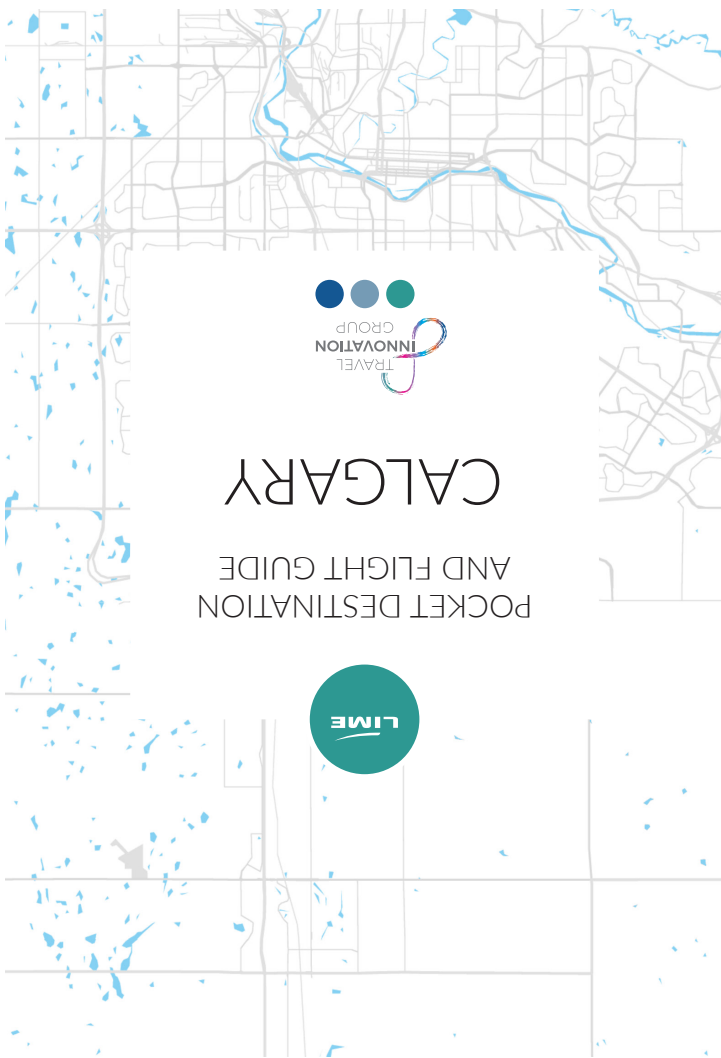 LIME
POCKET DESTINATION
AND FLIGHT GUIDE
CALGARY
TRAVEL
INNOVATION
GROUP